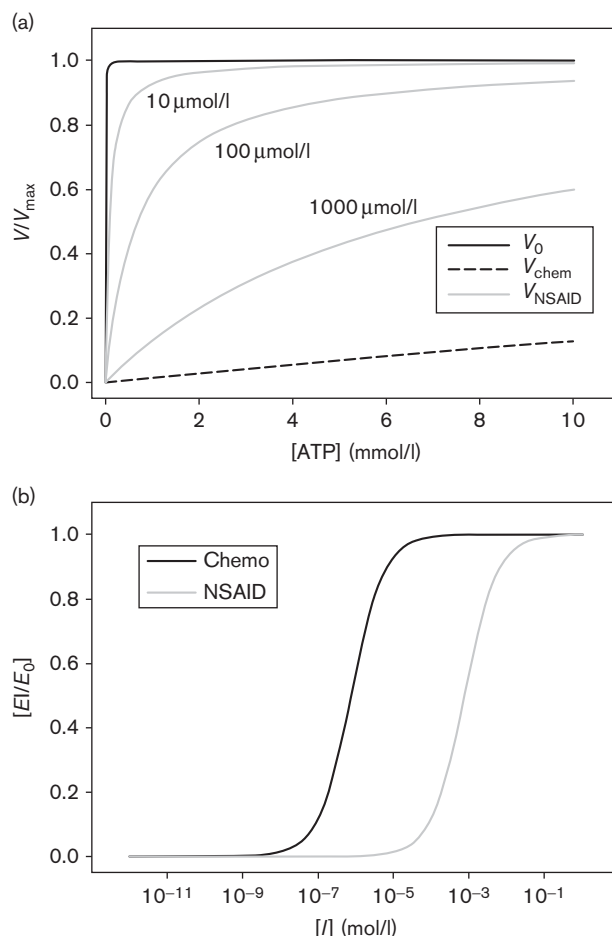 (a)
1.0
0.8
0.6
0.4
0.2
0.0
V/Vmax
10 μmol/l
100 μmol/l
1000 μmol/l
V0
Vchem
VNSAID
0 2 4 6 8 10
[ATP] (mmol/l)
(b)
1.0
0.8
0.6
0.4
0.2
0.0
[EI/E0]
Chemo
NSAID
10−11 10−9 10−7 10−5 10−3 10−1
[I] (mol/l)